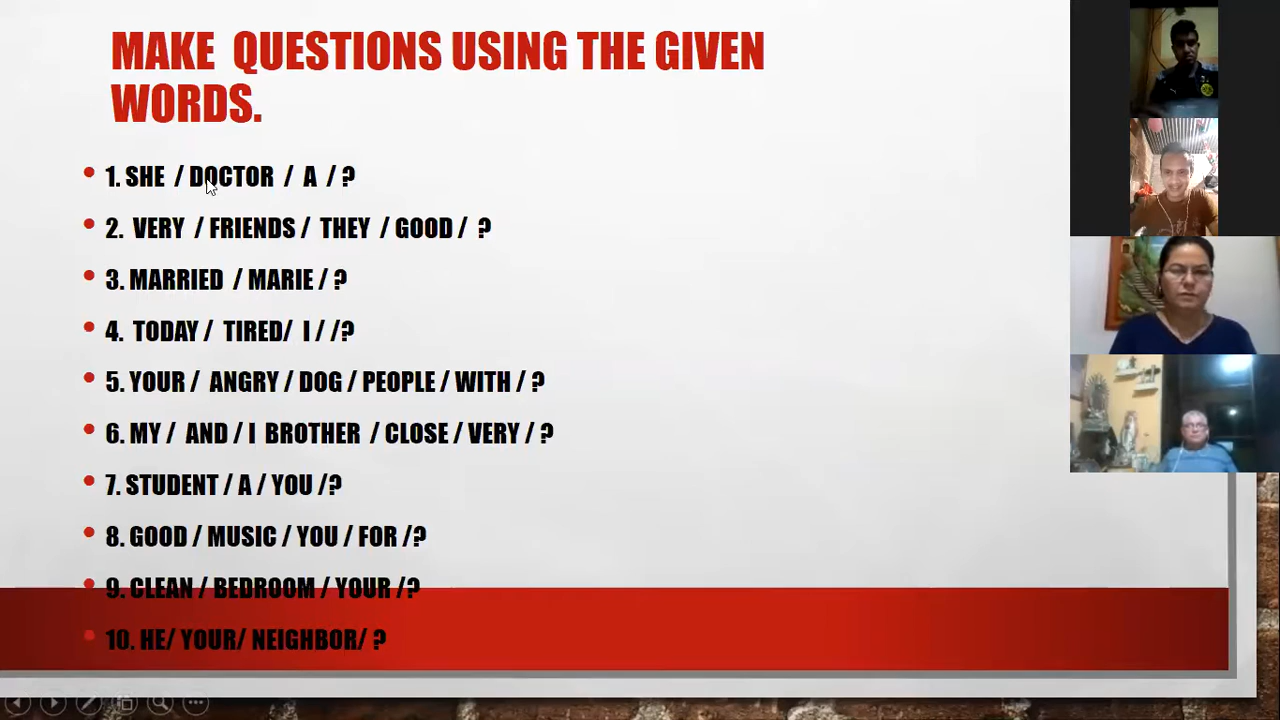 MAKE QUESTIONS USING THE GIVEN
WORDS.
1. SHE / DOCTOR / A / ?
2. VERY / FRIENDS / THEY / GOOD / ?
3. MARRIED / MARIE / ?
4. TODAY / TIRED/ I / /?
5. YOUR / ANGRY / DOG / PEOPLE / WITH / ?
6. MY / AND / I BROTHER / CLOSE / VERY / ?
7. STUDENT / A / YOU /?
8. GOOD / MUSIC / YOU / FOR /?
9. CLEAN / BEDROOM / YOUR /?
10. HE/ YOUR/ NEIGHBOR/ ?